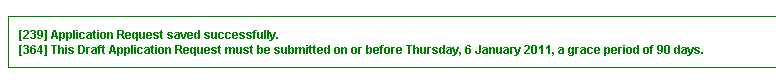 [239] Application Request saved successfully.
[364] This Draft Application Request must be submitted on or before Thursday, 6 January 2011, a grace period of 90 days.